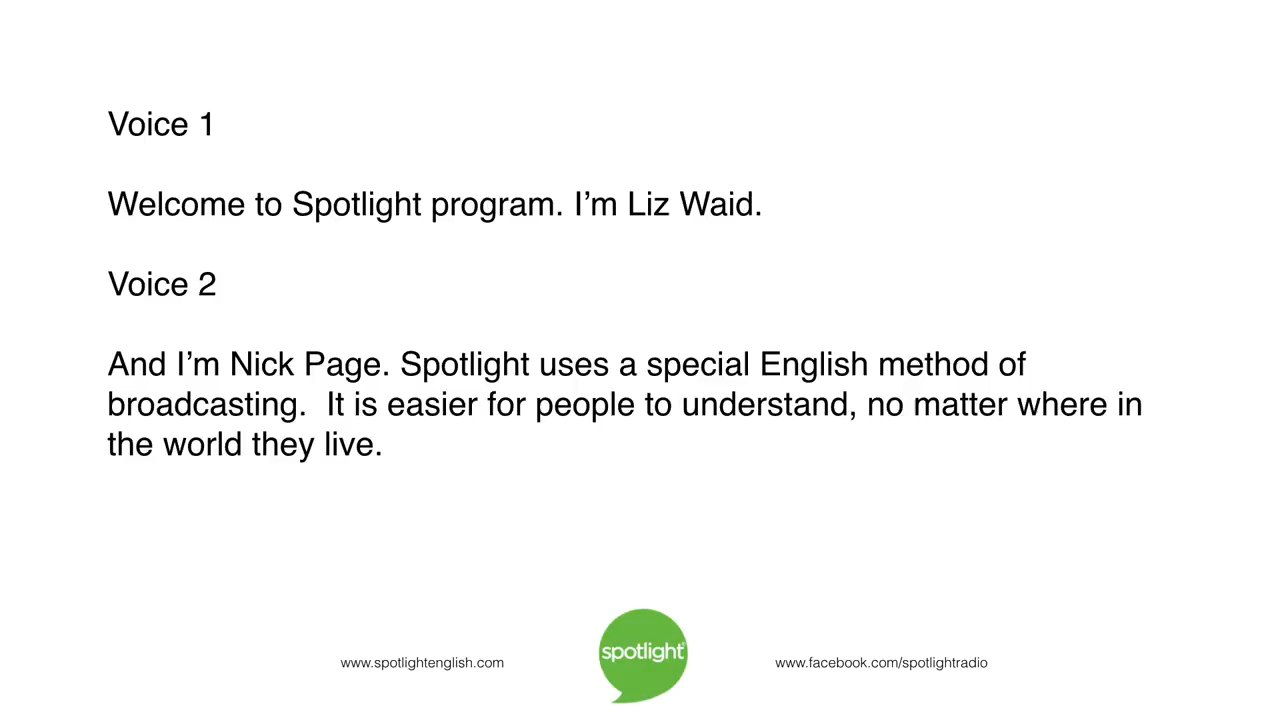 Voice 1
Welcome to Spotlight program. I’m Liz Waid.
Voice 2
And I’m Nick Page. Spotlight uses a special English method of
broadcasting.  It is easier for people to understand, no matter where in
the world they live.
www.spotlightenglish.com
spotlight
www.facebook.com/spotlightradio